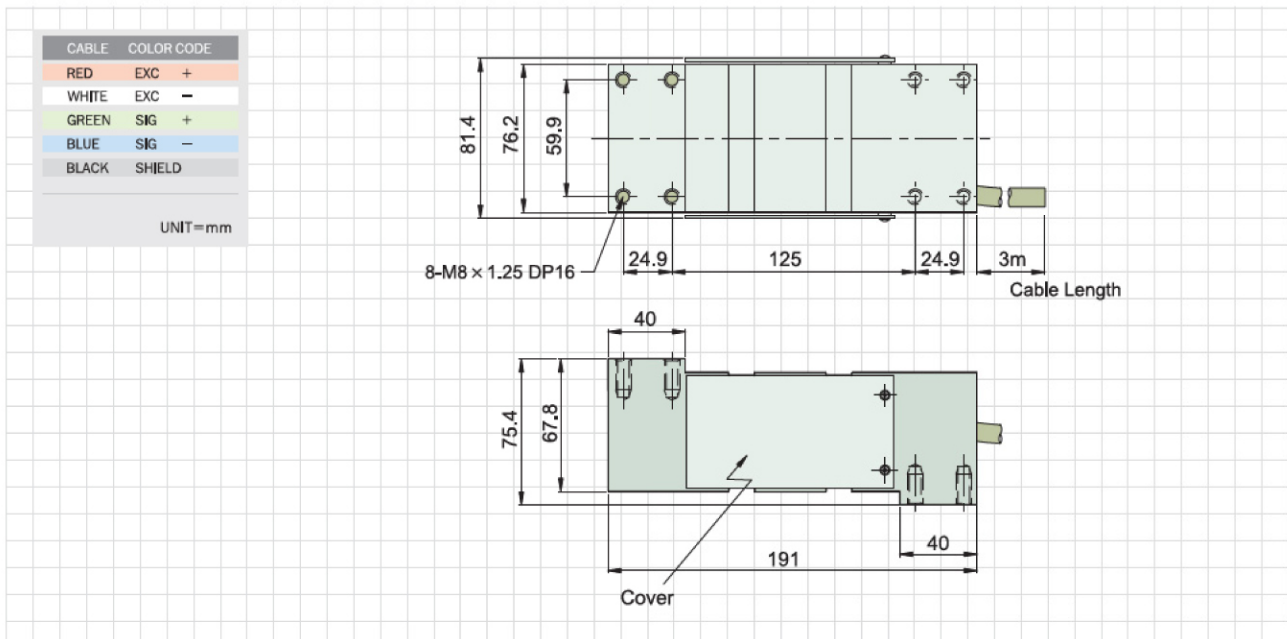 CABLE COLOR CODE
RED EXC +
WHITE EXC −
GREEN SIG +
BLUE SIG −
BLACK SHIELD
UNIT=mm
81.4
76.2
59.9
8-M8 × 1.25 DP16
24.9
125
24.9
3m
Cable Length
40
75.4
67.8
40
191
Cover